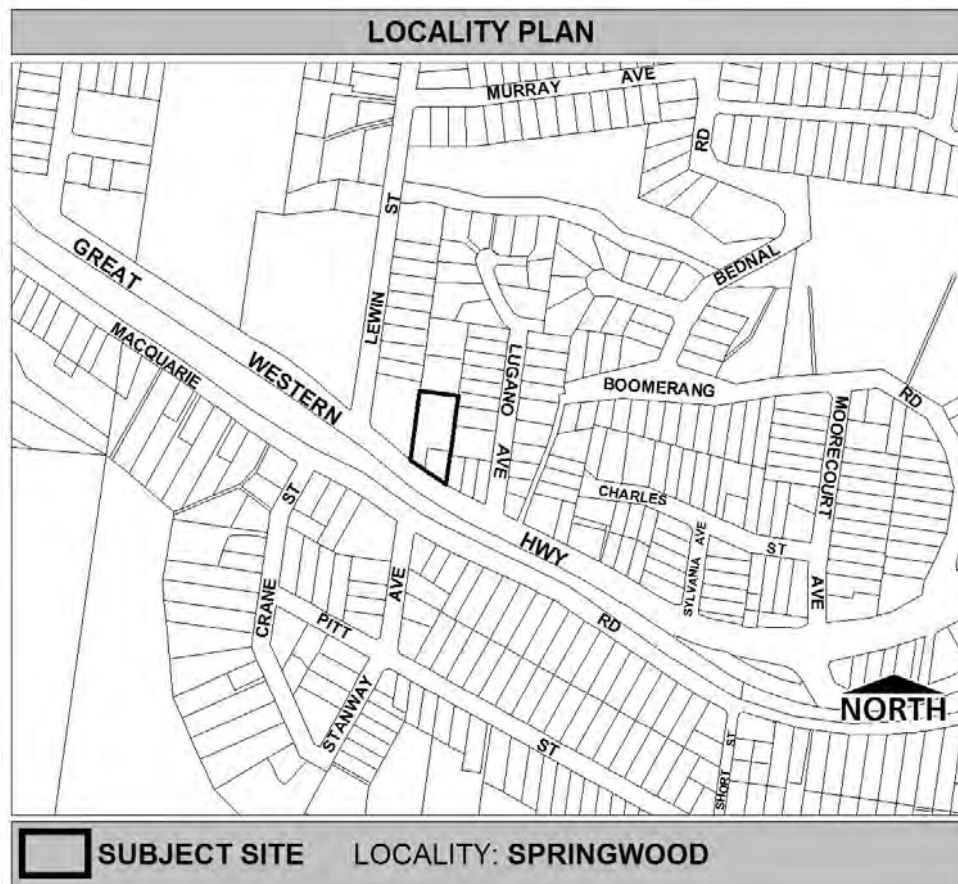 LOCALITY PLAN
MURRAY AVE
RD
ST
BEDNAL
GREAT
LEWIN
MACQUARIE
WESTERN
LUGANO
BOOMERANG
RD
MOORECOURT
AVE
CHARLES
ST
HWY
SYLVANIA AVE
ST
AVE
AVE
CRANE
PITT
RD
STANWAY
NORTH
ST
SHORT ST
SUBJECT SITE LOCALITY: SPRINGWOOD